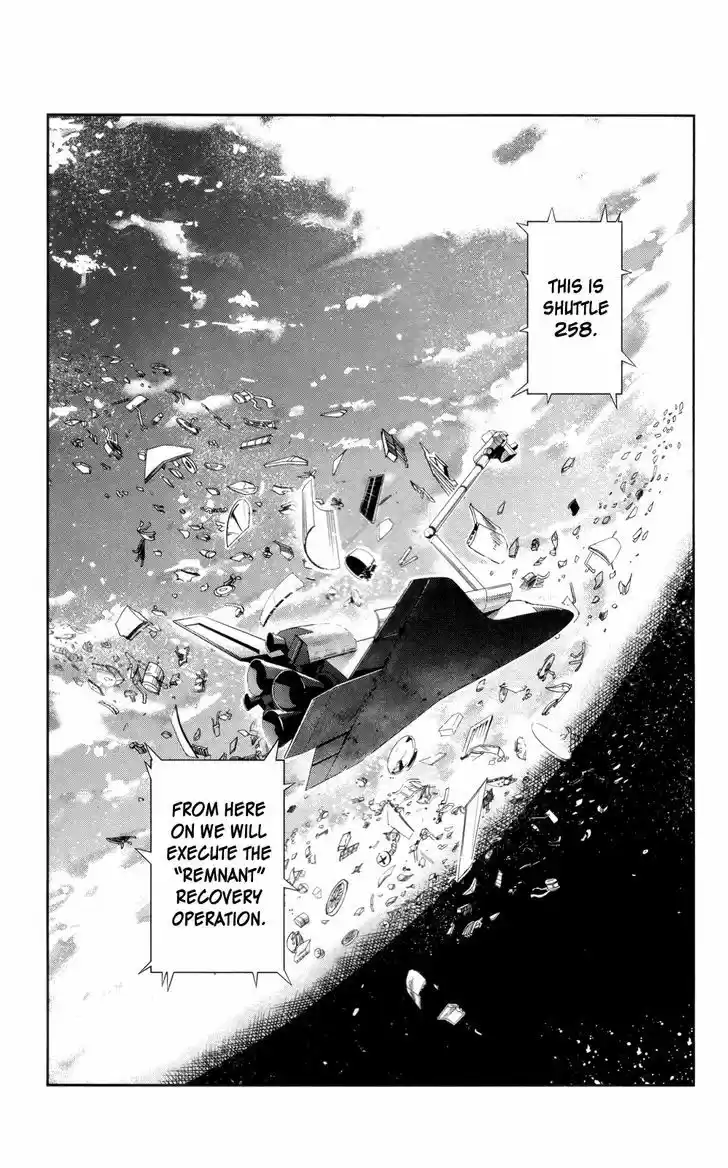 THIS IS
SHUTTLE
258.
FROM HERE
ON WE WILL
EXECUTE THE
"REMNANT"
RECOVERY
OPERATION.